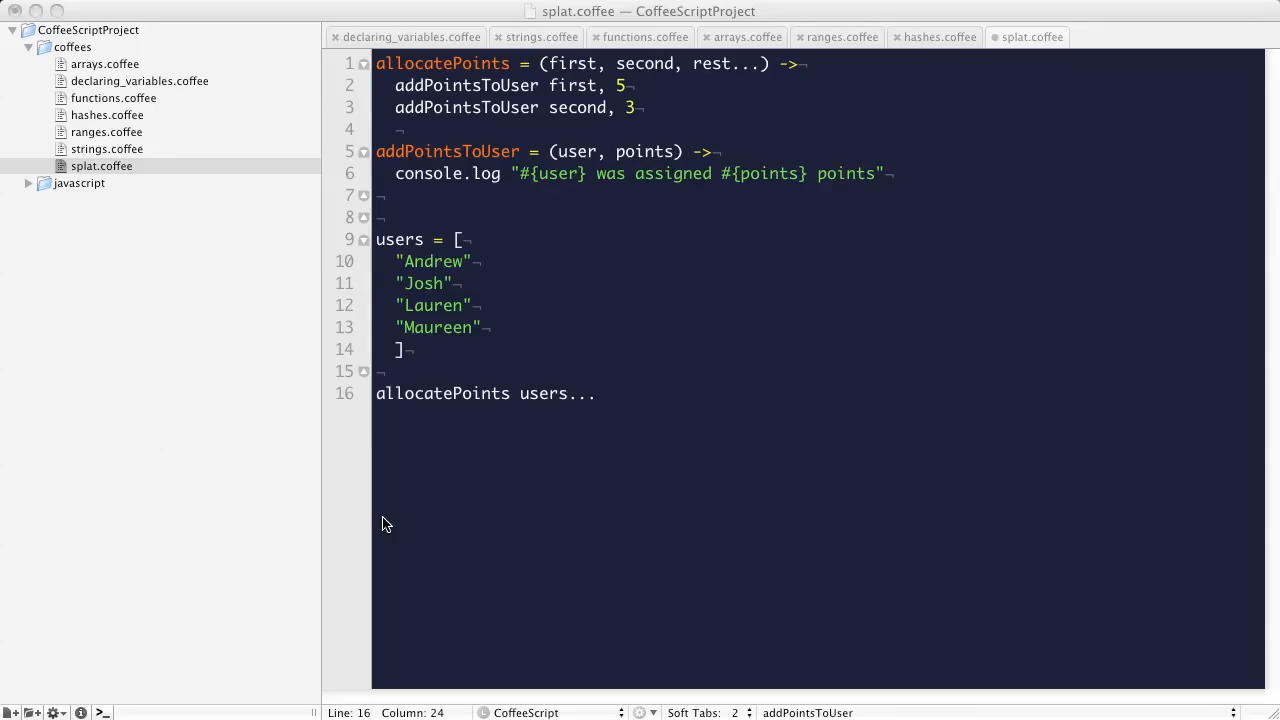 splat.coffee — CoffeeScriptProject
CoffeeScriptProject
coffees
arrays.coffee
declaring_variables.coffee
functions.coffee
hashes.coffee
ranges.coffee
strings.coffee
splat.coffee
javascript
declaring_variables.coffee strings.coffee functions.coffee arrays.coffee ranges.coffee hashes.coffee splat.coffee
1 allocatePoints = (first, second, rest...) ->¬
2 addPointsToUser first, 5¬
3 addPointsToUser second, 3¬
4 ¬
5 addPointsToUser = (user, points) ->¬
6 console.log "#{user} was assigned #{points} points"¬
7 ¬
8 ¬
9 users = [¬
10 "Andrew"¬
11 "Josh"¬
12 "Lauren"¬
13 "Maureen"¬
14 ]¬
15 ¬
16 allocatePoints users...
Line: 16 Column: 24 CoffeeScript Soft Tabs: 2 addPointsToUser